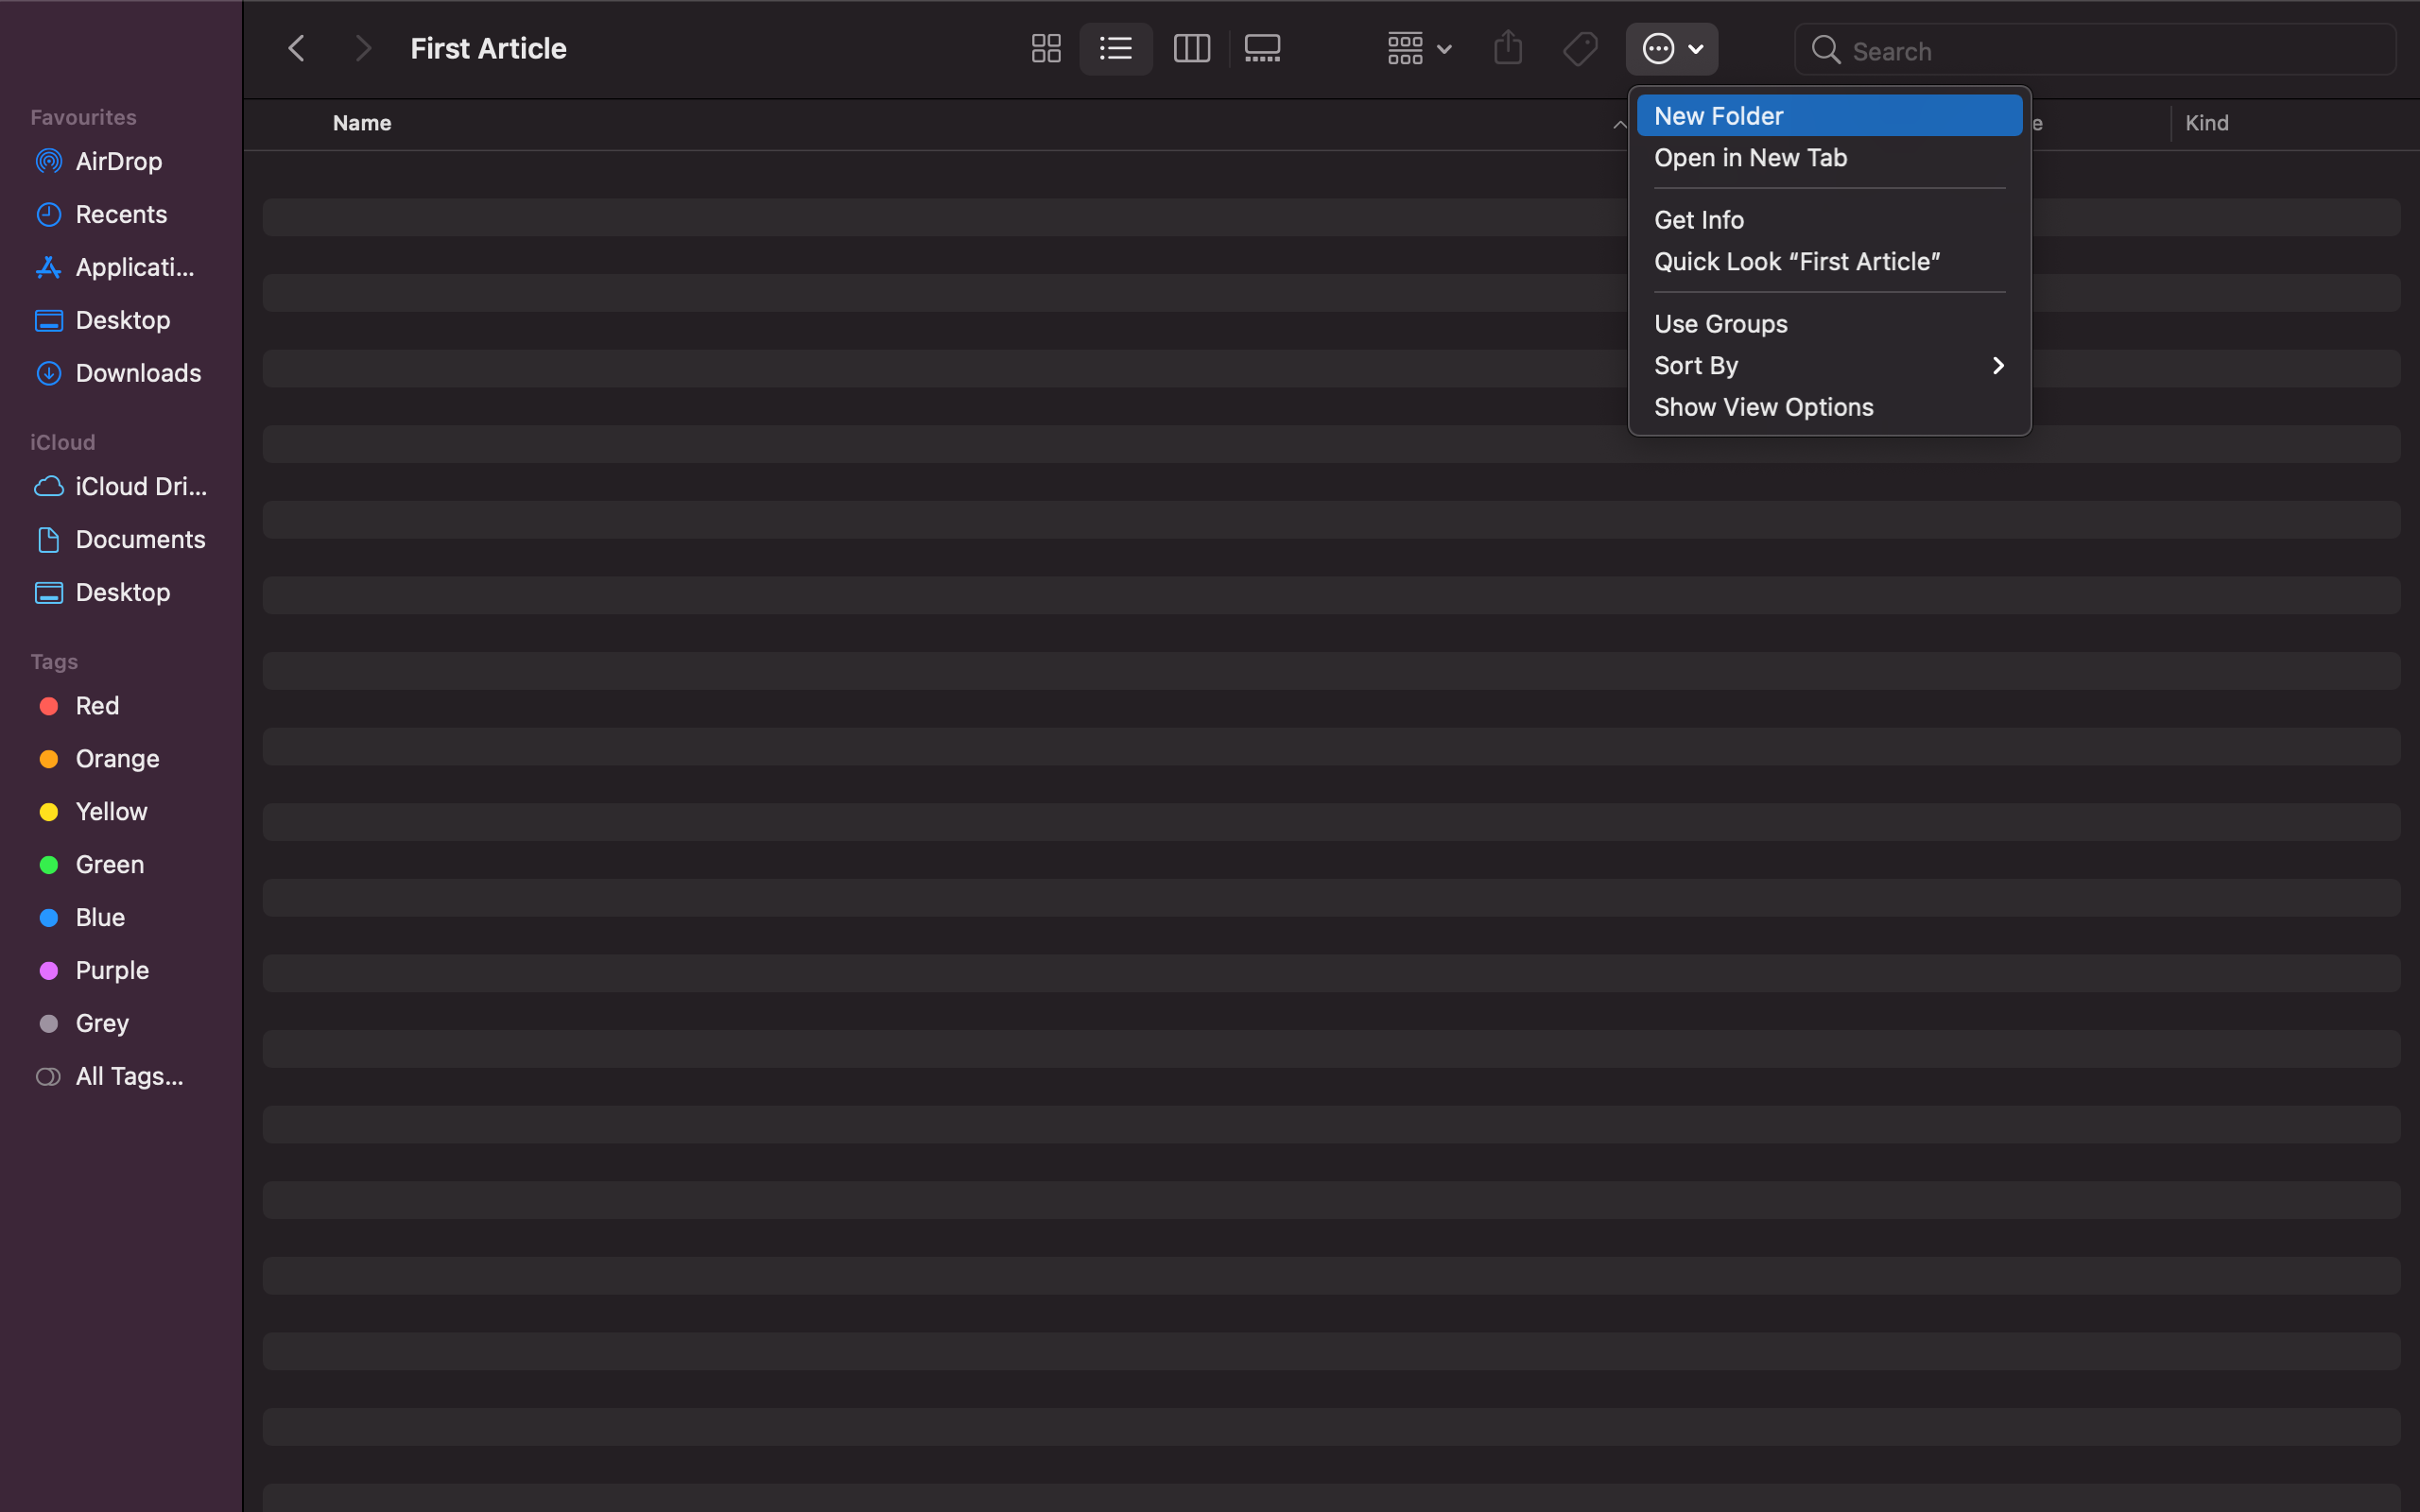 First Article
Search
Favourites
AirDrop
Recents
Applicati...
Desktop
Downloads
iCloud
iCloud Dri...
Documents
Desktop
Tags
Red
Orange
Yellow
Green
Blue
Purple
Grey
All Tags...
Name
Kind
New Folder
Open in New Tab
Get Info
Quick Look “First Article”
Use Groups
Sort By
Show View Options